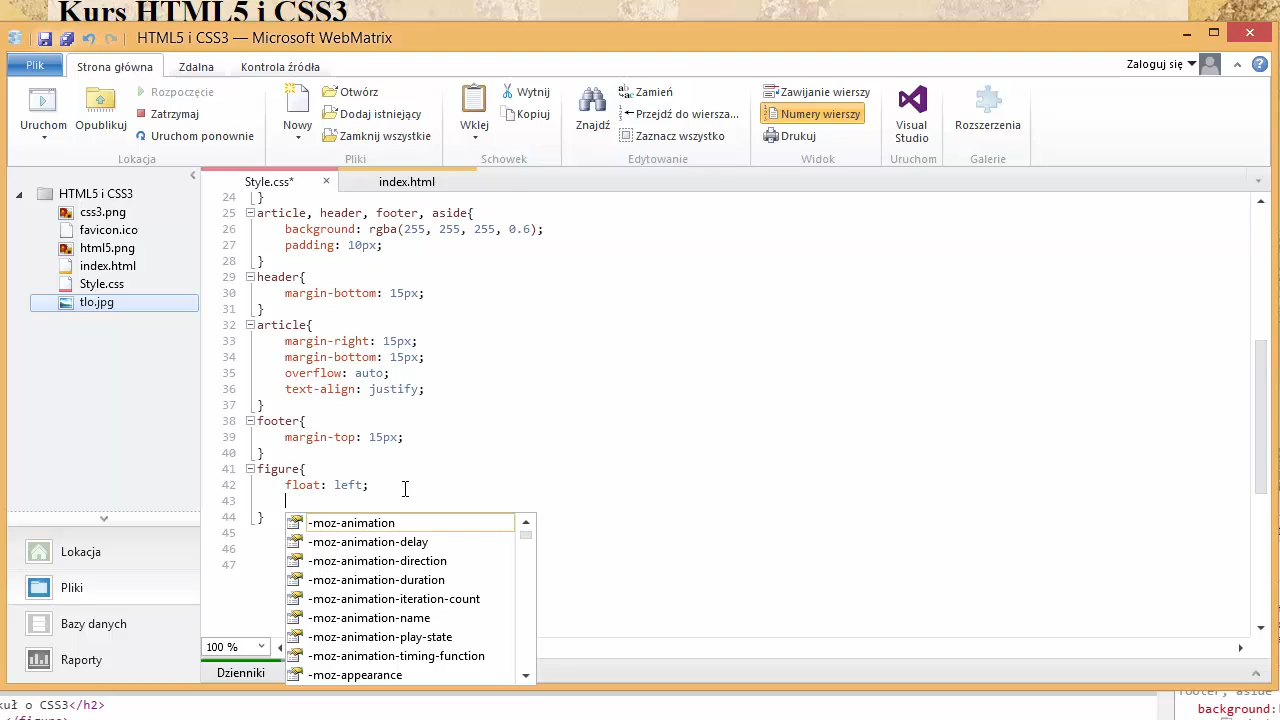 Kurs HTML5 i CSS3
HTML5 i CSS3 — Microsoft WebMatrix
Plik
Strona główna
Zdalna
Kontrola źródła
Zaloguj się
Uruchom
Opublikuj
Rozpoczęcie
Zatrzymaj
Uruchom ponownie
Lokacja
Nowy
Otwórz
Dodaj istniejący
Zamknij wszystkie
Pliki
Wklej
Wytnij
Kopiuj
Schowek
Znajdź
Zamień
Przejdź do wiersza...
Zaznacz wszystko
Edytowanie
Zawijanie wierszy
Numery wierszy
Drukuj
Widok
Visual Studio
Uruchom
Rozszerzenia
Galerie
HTML5 i CSS3
css3.png
favicon.ico
html5.png
index.html
Style.css
tlo.jpg
Lokacja
Pliki
Bazy danych
Raporty
Style.css*
index.html
24 }
25 article, header, footer, aside{
26 background: rgba(255, 255, 255, 0.6);
27 padding: 10px;
28 }
29 header{
30 margin-bottom: 15px;
31 }
32 article{
33 margin-right: 15px;
34 margin-bottom: 15px;
35 overflow: auto;
36 text-align: justify;
37 }
38 footer{
39 margin-top: 15px;
40 }
41 figure{
42 float: left;
43
44 }
45
46
47
-moz-animation
-moz-animation-delay
-moz-animation-direction
-moz-animation-duration
-moz-animation-iteration-count
-moz-animation-name
-moz-animation-play-state
-moz-animation-timing-function
-moz-appearance
100 %
Dzienniki
kuł o CSS3</h2>
</figure>
footer, aside
background: